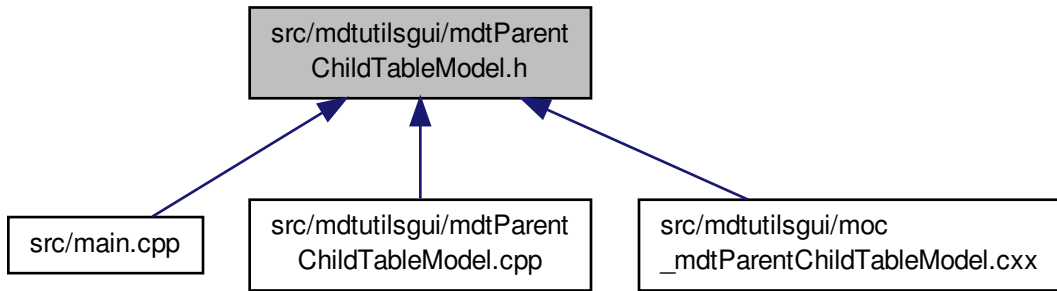 src/mdtutilsgui/mdtParent
ChildTableModel.h
src/main.cpp
src/mdtutilsgui/mdtParent
ChildTableModel.cpp
src/mdtutilsgui/moc
_mdtParentChildTableModel.cxx